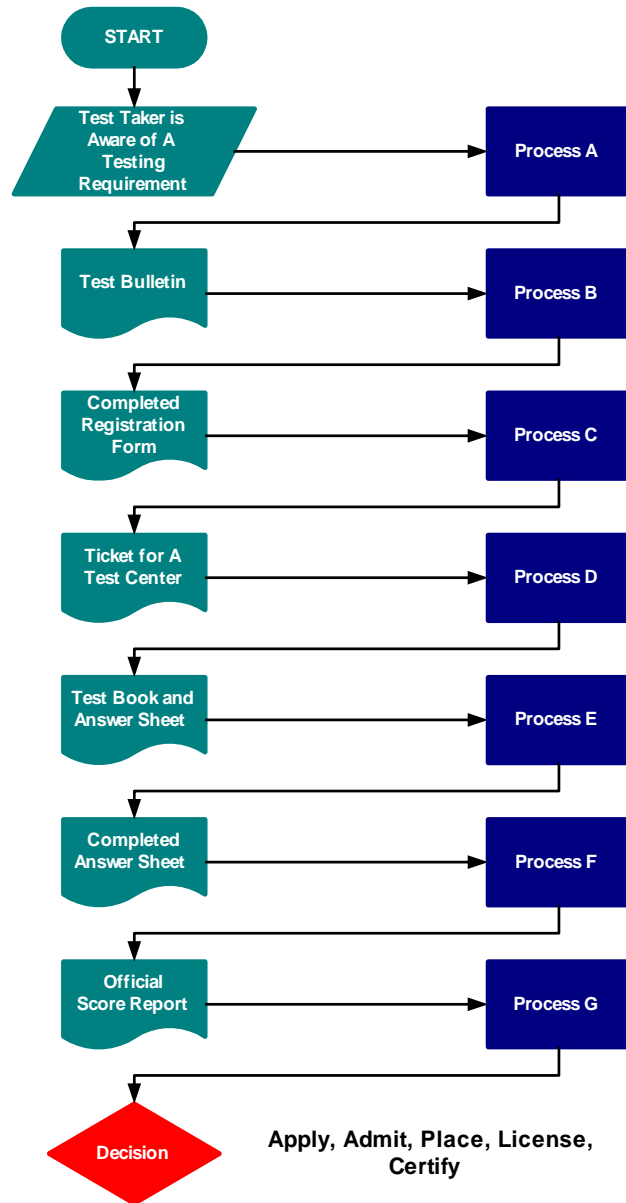 START
Test Taker is
Aware of A
Testing
Requirement
Process A
Test Bulletin
Process B
Completed
Registration
Form
Process C
Ticket for A
Test Center
Process D
Test Book and
Answer Sheet
Process E
Completed
Answer Sheet
Process F
Official
Score Report
Process G
Decision
Apply, Admit, Place, License,
Certify